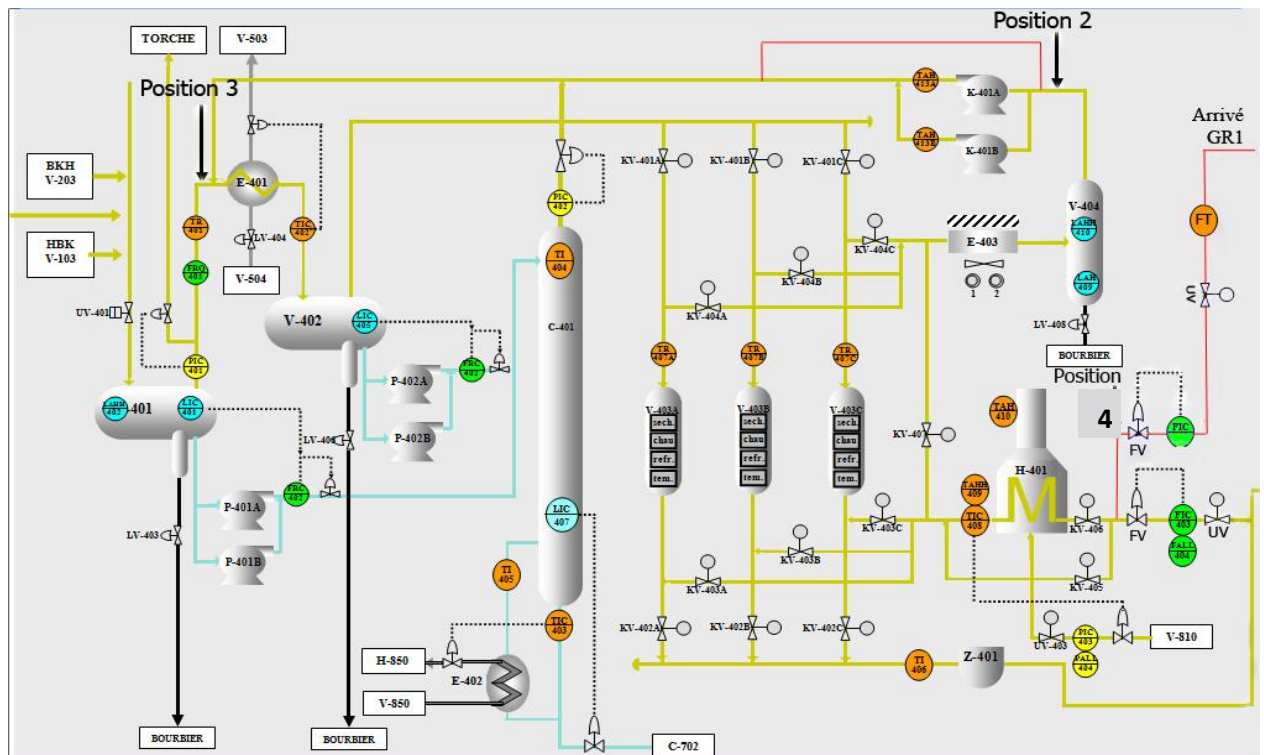 TORCHE
V-503
Position 2
Position 3
TAH
413A
K-401A
TAH
413B
K-401B
Arrivé
GR1
BKH
V-203
HBK
V-103
E-401
TR
401
TIC
402
LV-404
V-504
FRQ
401
UV-401
PIC
401
PIC
402
TI
404
C-401
KV-401A
KV-401B
KV-401C
KV-404C
KV-404B
KV-404A
E-403
1
2
V-404
LAHH
410
LAH
409
LV-408
BOURBIER
FT
UV
V-402
LIC
405
FRC
402
P-402A
P-402B
LV-406
LAHH
402
401
LIC
401
FRC
402
P-401A
P-401B
LV-403
TR
407A
TR
407B
TR
407C
V-403A
V-403B
V-403C
sech.
chau
refr.
tem.
sech.
chau
refr.
tem.
sech.
chau
refr.
tem.
KV-407
Position
4
TAH
410
H-401
FV
FIC
TAHH
409
TIC
408
KV-406
FV
FIC
403
FALL
404
UV
KV-403C
KV-403B
KV-403A
KV-405
LIC
407
TI
405
TIC
403
H-850
V-850
E-402
KV-402A
KV-402B
KV-402C
TI
406
Z-401
UV-403
PIC
403
PALL
404
V-810
BOURBIER
BOURBIER
C-702